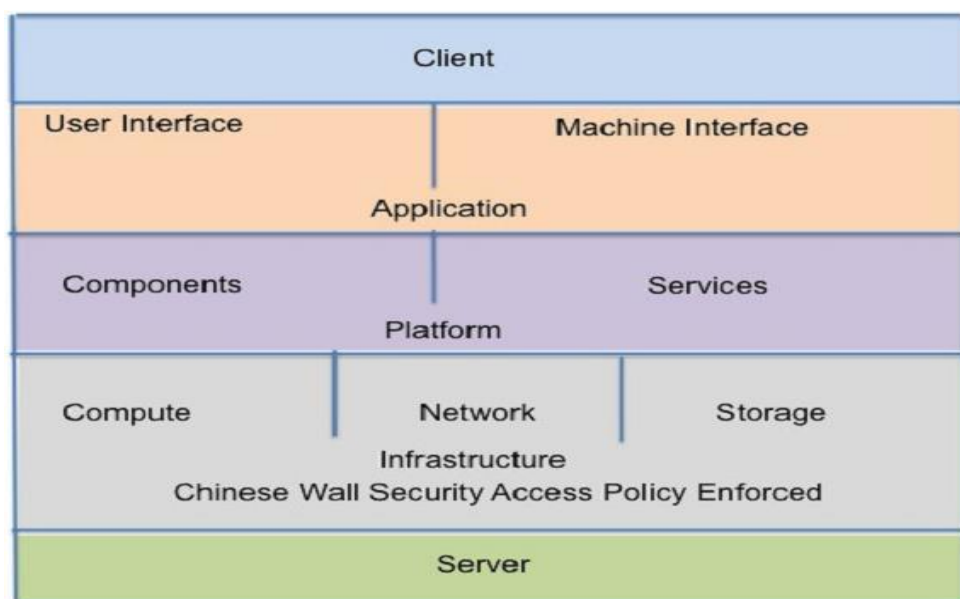 Client
User Interface
Machine Interface
Application
Components
Services
Platform
Compute
Network
Storage
Infrastructure
Chinese Wall Security Access Policy Enforced
Server